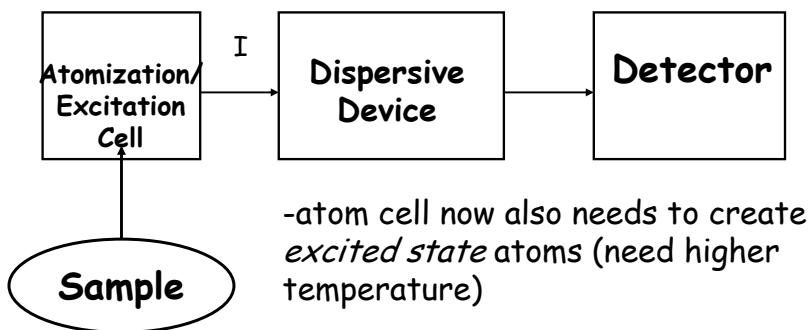 I
Atomization/
Excitation
Cell
Dispersive
Device
Detector
-atom cell now also needs to create
excited state atoms (need higher
temperature)
Sample